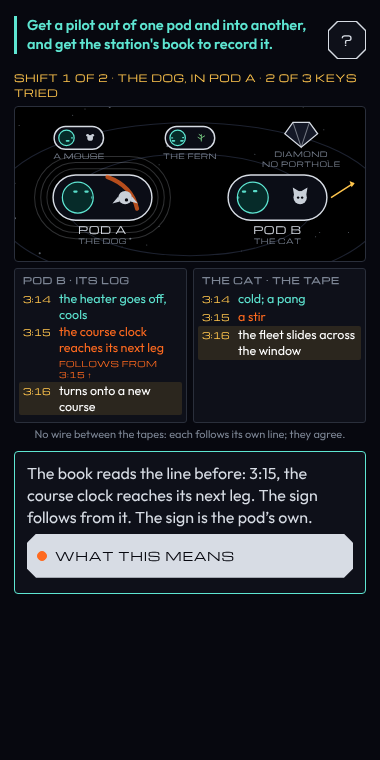 Get a pilot out of one pod and into another,
and get the station's book to record it.
?
SHIFT 1 OF 2 · THE DOG, IN POD A · 2 OF 3 KEYS
TRIED
A MOUSE
THE FERN
DIAMOND
NO PORTHOLE
POD A
THE DOG
POD B
THE CAT
POD B · ITS LOG
3:14 the heater goes off,
cools
3:15 the course clock
reaches its next leg
FOLLOWS FROM
3:15 ↑
3:16 turns onto a new
course
THE CAT · THE TAPE
3:14 cold; a pang
3:15 a stir
3:16 the fleet slides across
the window
No wire between the tapes: each follows its own line; they agree.
The book reads the line before: 3:15, the
course clock reaches its next leg. The sign
follows from it. The sign is the pod's own.
WHAT THIS MEANS